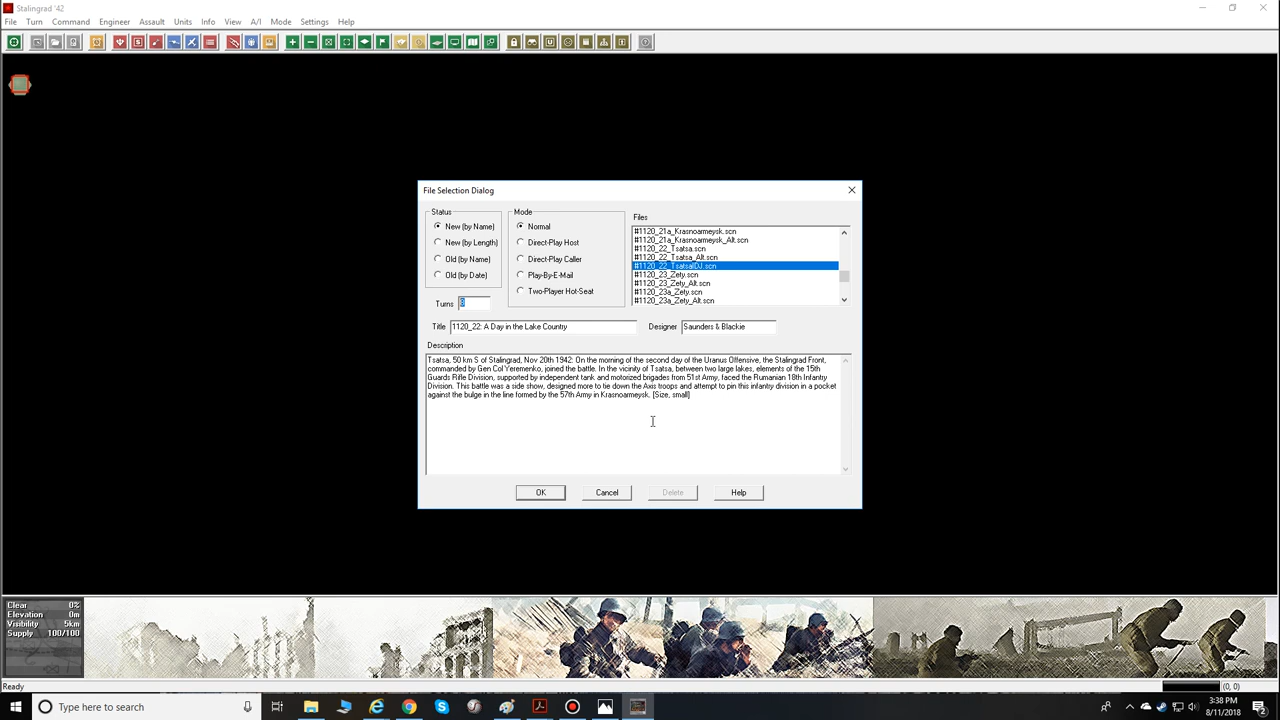 Stalingrad '42
File Turn Command Engineer Assault Units Info View A/I Mode Settings Help
File Selection Dialog
Status
New (by Name)
New (by Length)
Old (by Name)
Old (by Date)
Turns 8
Mode
Normal
Direct-Play Host
Direct-Play Caller
Play-By-E-Mail
Two-Player Hot-Seat
Files
#1120_21a_Krasnoarmeysk.scn
#1120_21a_Krasnoarmeysk_Alt.scn
#1120_22_Tsatsa.scn
#1120_22_Tsatsa_Alt.scn
#1120_22_TsatsaIDJ.scn
#1120_23_Zety.scn
#1120_23_Zety_Alt.scn
#1120_23a_Zety.scn
#1120_23a_Zety_Alt.scn
Title 1120_22: A Day in the Lake Country Designer Saunders & Blackie
Description
Tsatsa, 50 km S of Stalingrad, Nov 20th 1942: On the morning of the second day of the Uranus Offensive, the Stalingrad Front,
commanded by Gen Col Yeremenko, joined the battle. In the vicinity of Tsatsa, between two large lakes, elements of the 15th
Guards Rifle Division, supported by independent tank and motorized brigades from 51st Army, faced the Rumanian 18th Infantry
Division. This battle was a side show, designed more to tie down the Axis troops and attempt to pin this infantry division in a pocket
against the bulge in the line formed by the 57th Army in Krasnoarmeysk. [Size, small]
OK Cancel Delete Help
Clear 0%
Elevation 0m
Visibility 5km
Supply 100/100
Ready (0, 0)
Type here to search
3:38 PM
8/11/2018
2